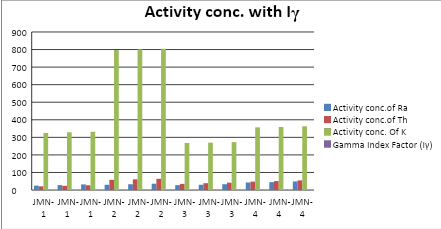 Activity conc. with Iγ
900
800
700
600
500
400
300
200
100
0
JMN-1 JMN-1 JMN-1 JMN-2 JMN-2 JMN-2 JMN-3 JMN-3 JMN-3 JMN-4 JMN-4 JMN-4
Activity conc.of Ra
Activity conc.of Th
Activity conc. Of K
Gamma Index Factor (Iγ)